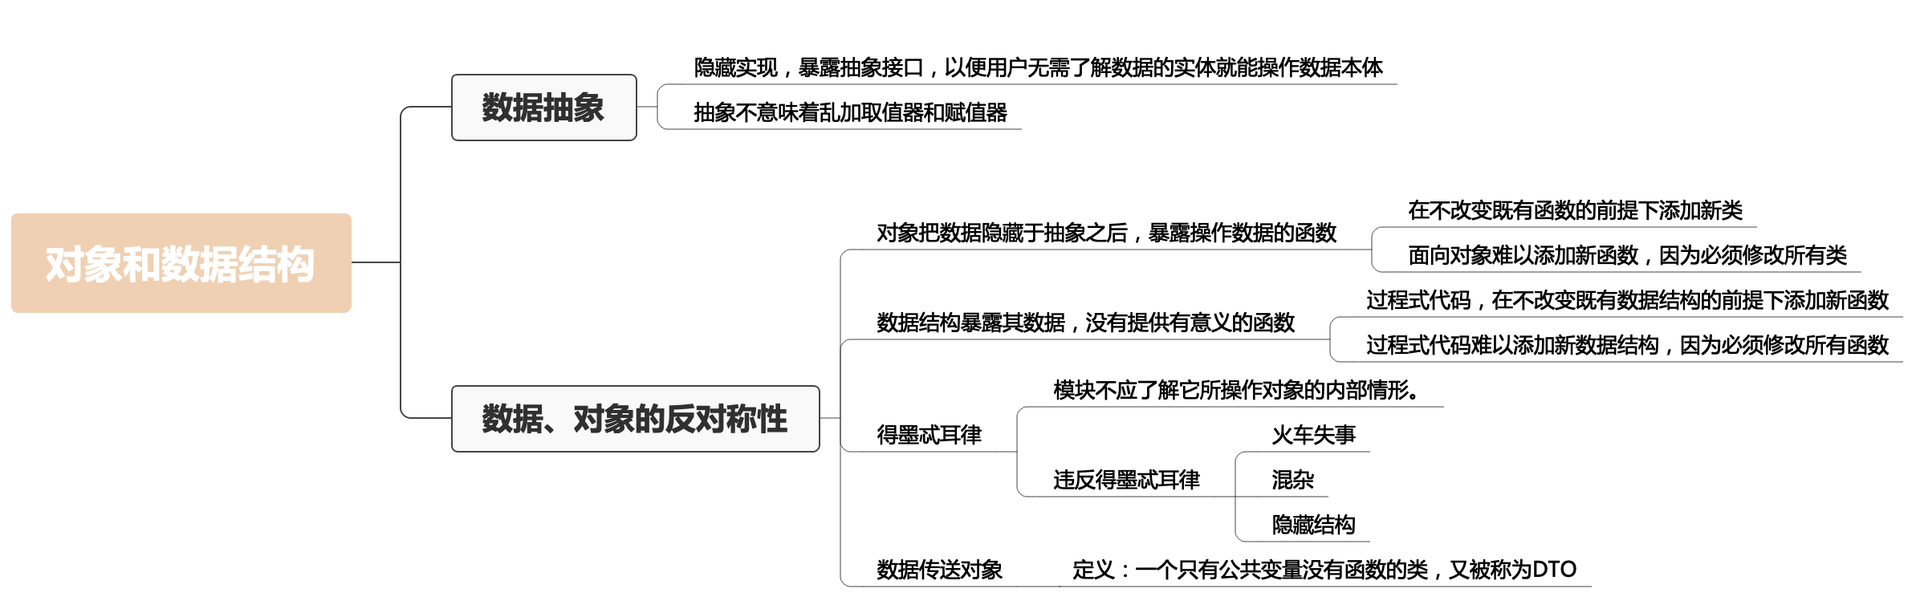 对象和数据结构
数据抽象
隐藏实现，暴露抽象接口，以便用户无需了解数据的实体就能操作数据本体
抽象不意味着乱加取值器和赋值器
数据、对象的反对称性
对象把数据隐藏于抽象之后，暴露操作数据的函数
在不改变既有函数的前提下添加新类
面向对象难以添加新函数，因为必须修改所有类
数据结构暴露其数据，没有提供有意义的函数
过程式代码，在不改变既有数据结构的前提下添加新函数
过程式代码难以添加新数据结构，因为必须修改所有函数
得墨忒耳律
模块不应了解它所操作对象的内部情形。
违反得墨忒耳律
火车失事
混杂
隐藏结构
数据传送对象
定义：一个只有公共变量没有函数的类，又被称为DTO